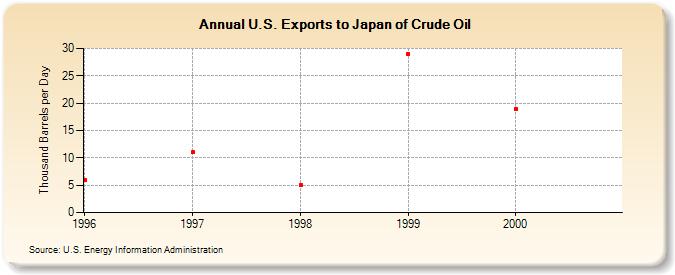 Annual U.S. Exports to Japan of Crude Oil
Thousand Barrels per Day
30
25
20
15
10
5
0
1996 1997 1998 1999 2000
Source: U.S. Energy Information Administration